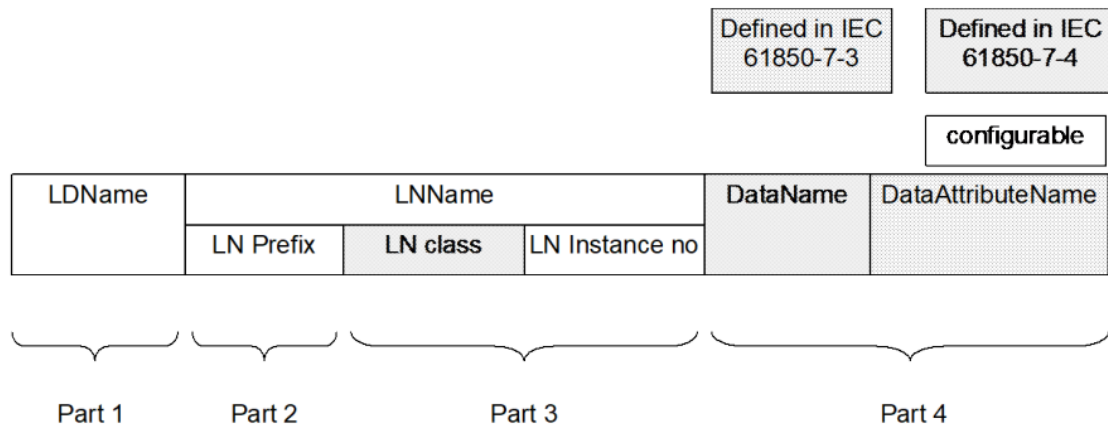 Defined in IEC
61850-7-3
Defined in IEC
61850-7-4
configurable
LDName
LNName
DataName
DataAttributeName
LN Prefix
LN class
LN Instance no
Part 1
Part 2
Part 3
Part 4